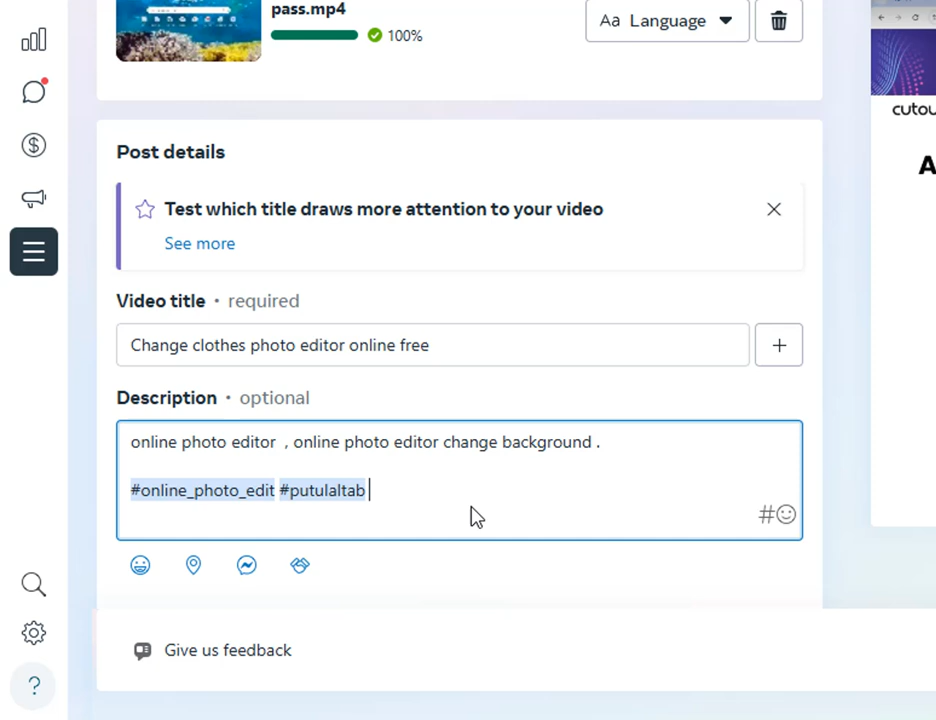 pass.mp4
100%
Aa Language
Post details
Test which title draws more attention to your video
See more
Video title • required
Change clothes photo editor online free
Description • optional
online photo editor , online photo editor change background .
#online_photo_edit #putulaltab
#
Give us feedback
?
cutou
A